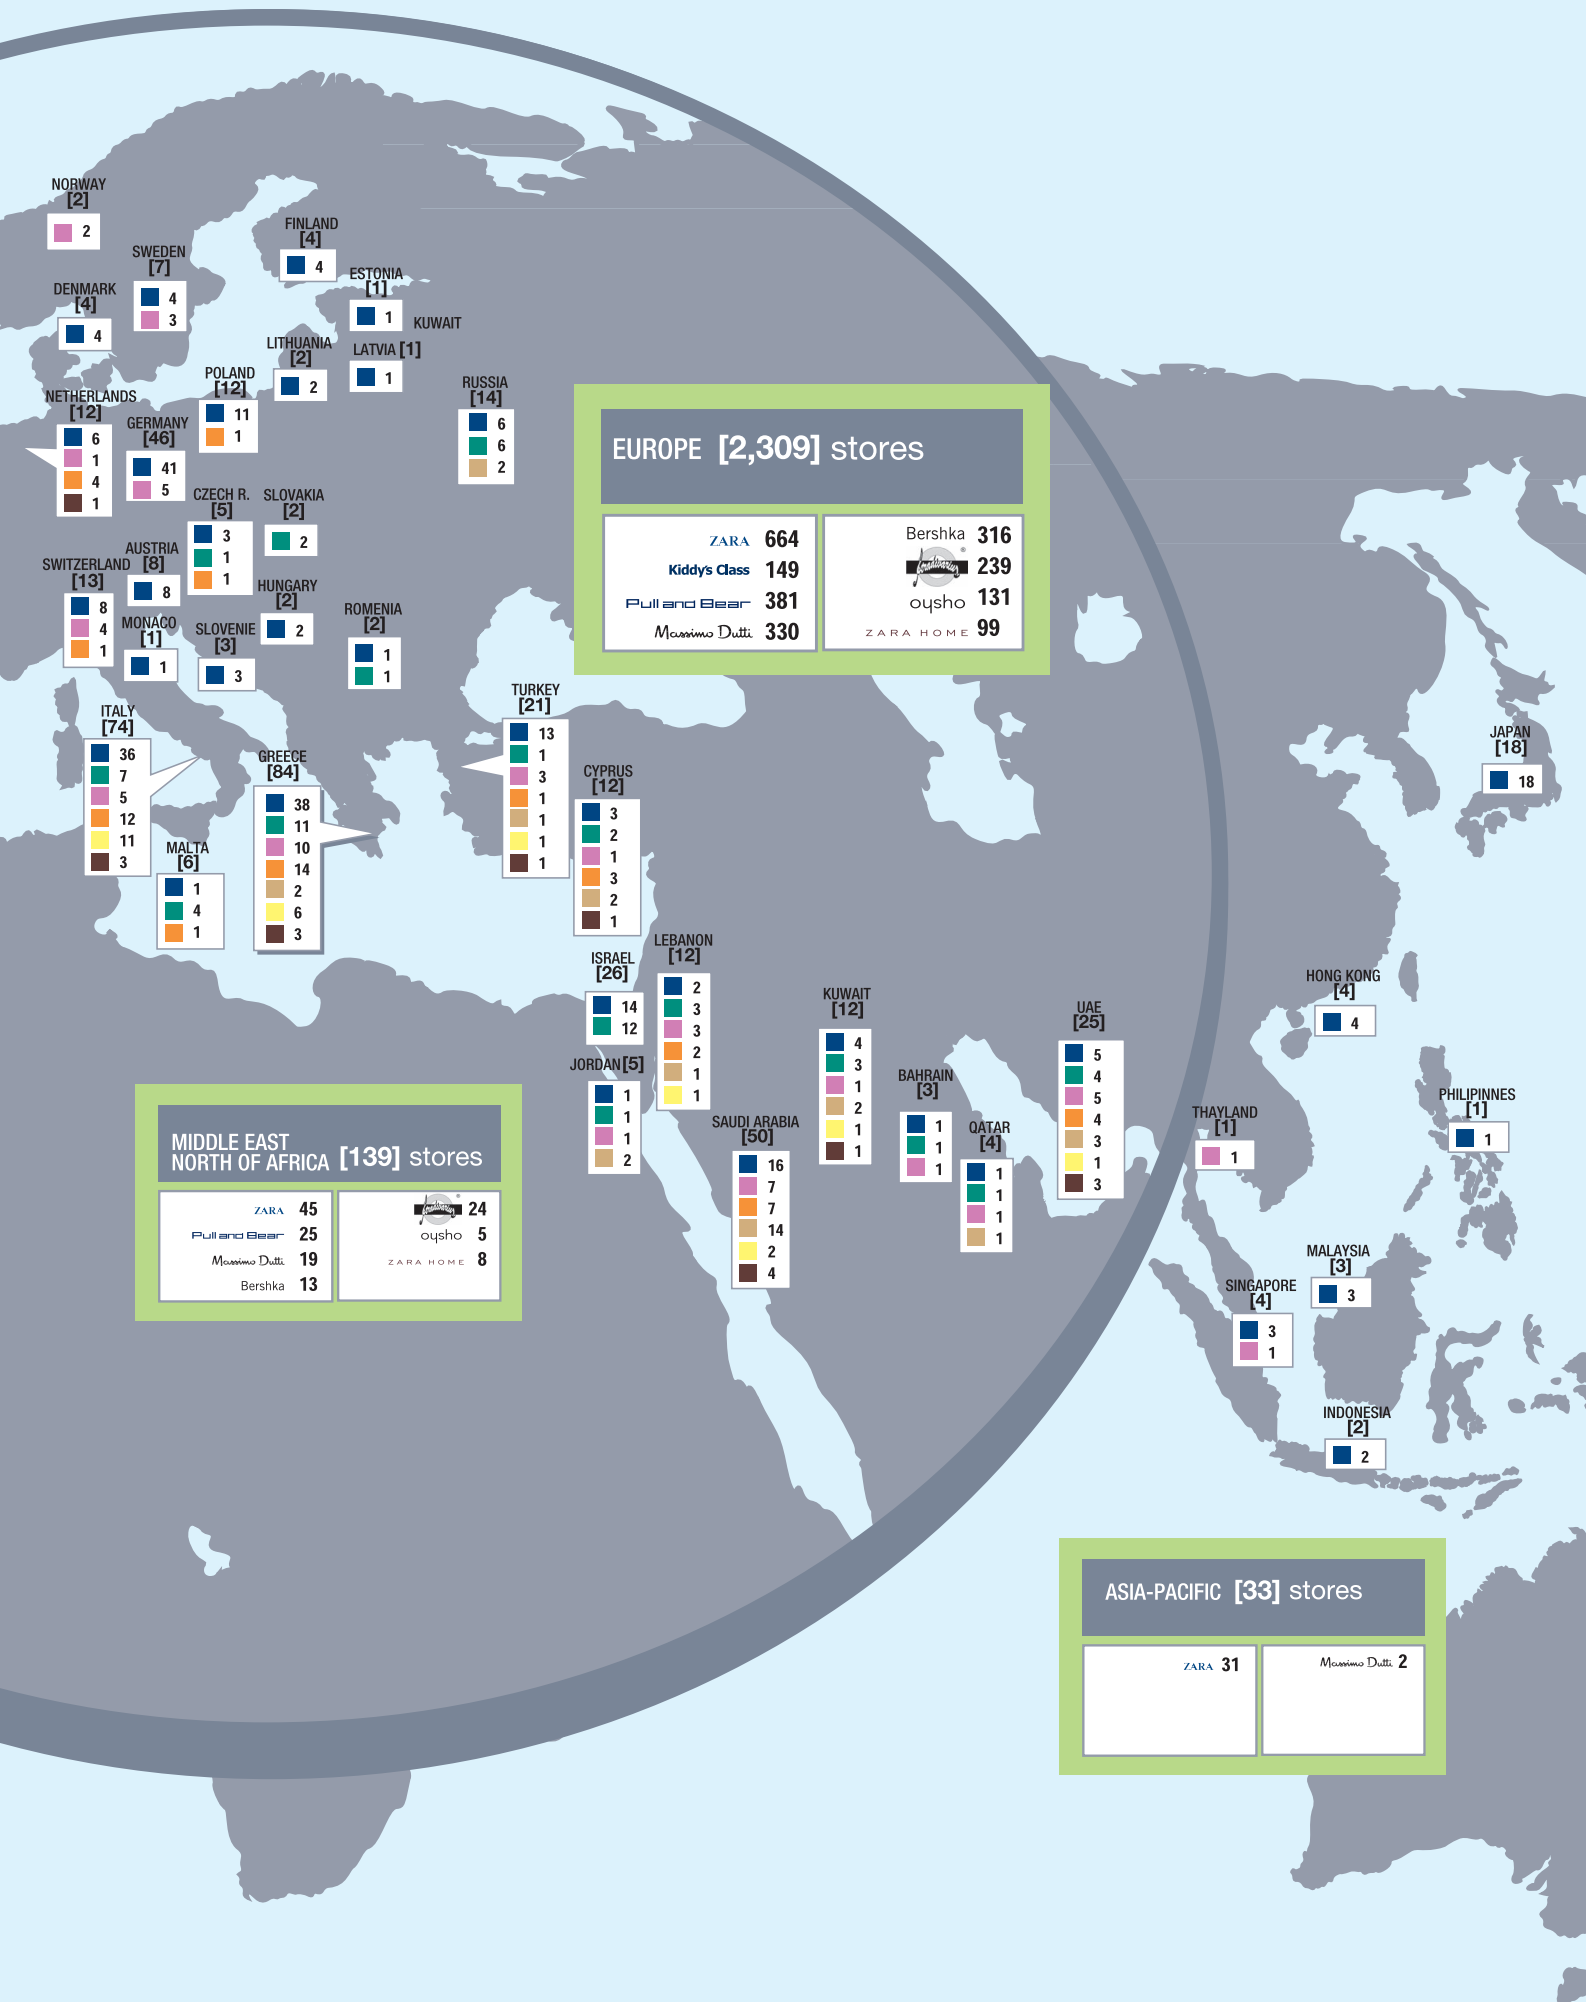 NORWAY
[2]
2
SWEDEN
[7]
4
3
FINLAND
[4]
4
ESTONIA
[1]
1
KUWAIT
DENMARK
[4]
4
LITHUANIA
[2]
2
LATVIA [1]
1
POLAND
[12]
11
1
RUSSIA
[14]
6
6
2
NETHERLANDS
[12]
6
1
4
1
GERMANY
[46]
41
5
CZECH R.
[5]
3
1
1
SLOVAKIA
[2]
2
AUSTRIA
[8]
8
SWITZERLAND
[13]
8
4
1
HUNGARY
[2]
2
MONACO
[1]
1
SLOVENIE
[3]
3
ROMENIA
[2]
1
1
EUROPE [2,309] stores
ZARA 664
Kiddy's Class 149
Pull and Bear 381
Massimo Dutti 330
Bershka 316
Stradivarius® 239
oysho 131
ZARA HOME 99
ITALY
[74]
36
7
5
12
11
3
GREECE
[84]
38
11
10
14
2
6
3
MALTA
[6]
1
4
1
TURKEY
[21]
13
1
3
1
1
1
1
CYPRUS
[12]
3
2
1
3
2
1
JAPAN
[18]
18
ISRAEL
[26]
14
12
LEBANON
[12]
2
3
3
2
1
1
JORDAN [5]
1
1
1
2
KUWAIT
[12]
4
3
1
2
1
1
UAE
[25]
5
4
5
4
3
1
3
BAHRAIN
[3]
1
1
1
QATAR
[4]
1
1
1
1
SAUDI ARABIA
[50]
16
7
7
14
2
4
HONG KONG
[4]
4
PHILIPINNES
[1]
1
THAYLAND
[1]
1
MALAYSIA
[3]
3
SINGAPORE
[4]
3
1
INDONESIA
[2]
2
MIDDLE EAST
NORTH OF AFRICA [139] stores
ZARA 45
Pull and Bear 25
Massimo Dutti 19
Bershka 13
Stradivarius® 24
oysho 5
ZARA HOME 8
ASIA-PACIFIC [33] stores
ZARA 31
Massimo Dutti 2